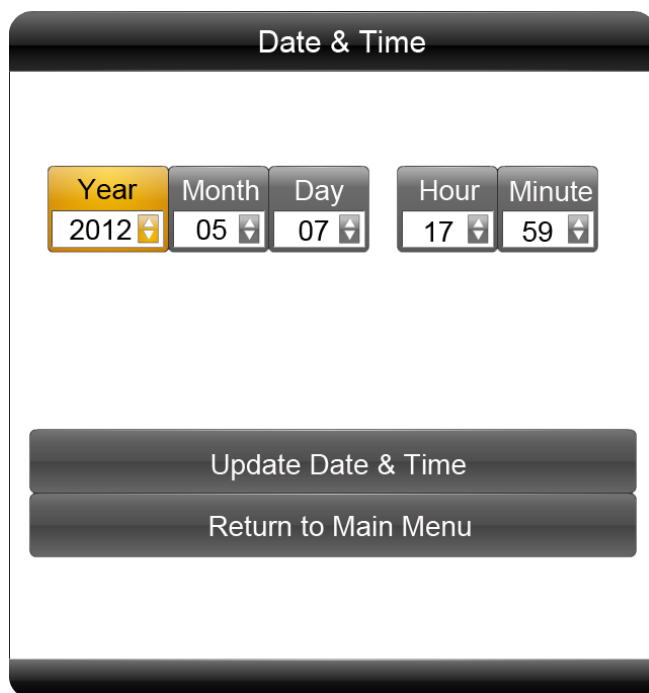 Date & Time
Year Month Day Hour Minute
2012 05 07 17 59
Update Date & Time
Return to Main Menu